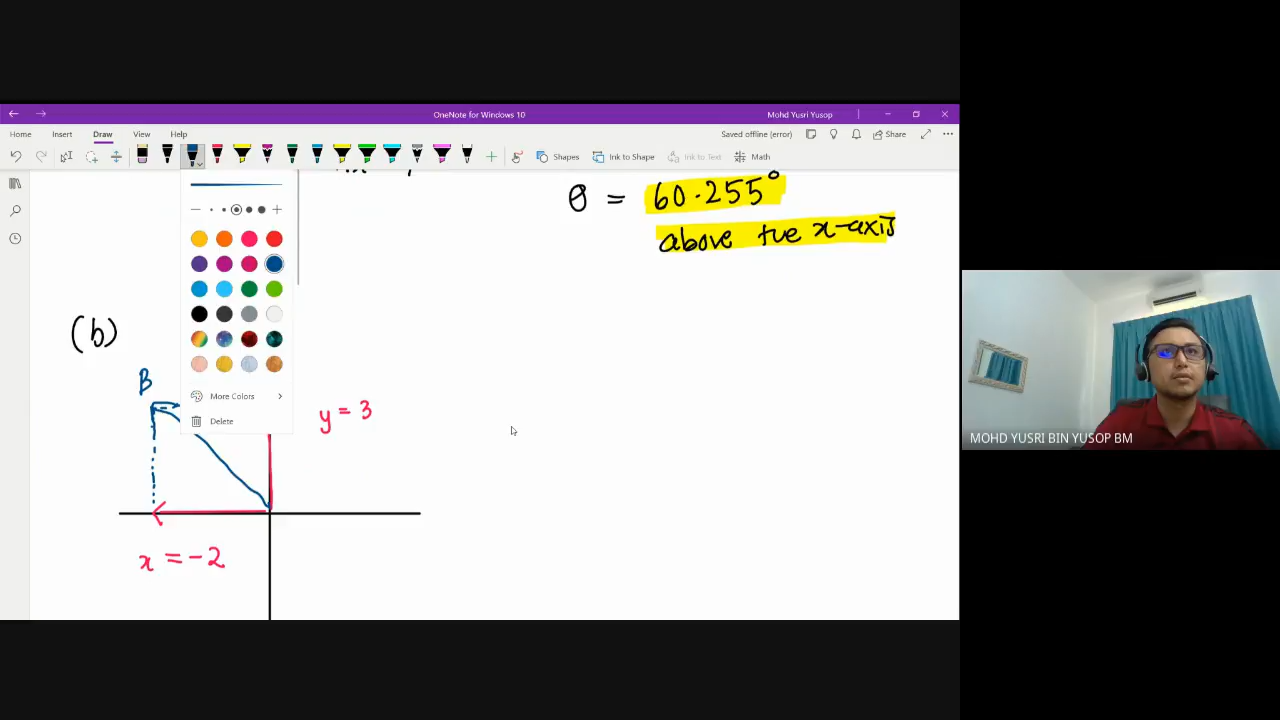 OneNote for Windows 10
Mohd Yusri Yusop
Home Insert Draw View Help
Saved offline (error)
Share
Shapes
Ink to Shape
Ink to Text
Math
θ = 60.255°
above +ve x-axis
(b)
More Colors
Delete
B
y = 3
x = -2
MOHD YUSRI BIN YUSOP BM